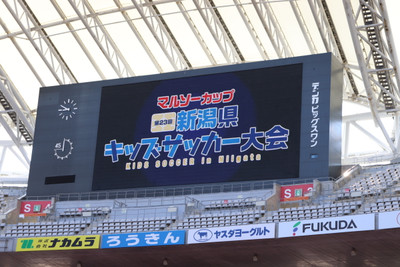 マルソーカップ
第23回
新潟県
キッズサッカー大会
KIDS SOCCER in Niigata
デンカビッグスワン
S
S
ナカムラ
ろうきん
ヤスダヨーグルト
FUKUDA